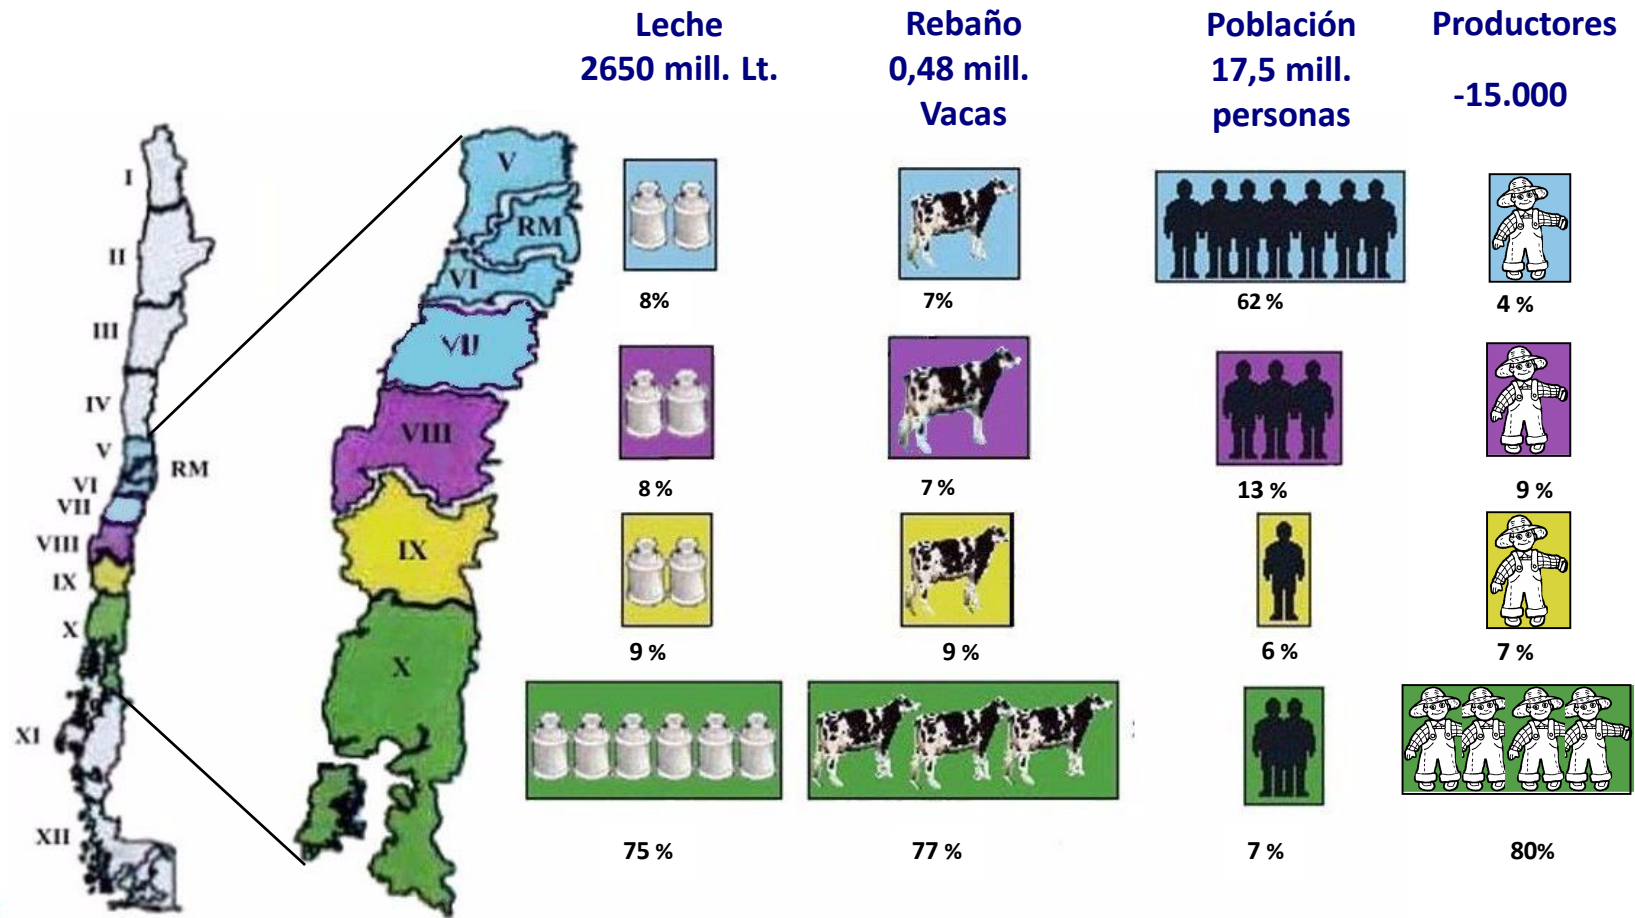 Leche
2650 mill. Lt.
Rebaño
0,48 mill.
Vacas
Población
17,5 mill.
personas
Productores
-15.000
I
II
III
IV
V
RM
VI
VII
VIII
IX
X
XI
XII
V
RM
VI
VII
VIII
IX
X
8%
7%
62 %
4 %
8 %
7 %
13 %
9 %
9 %
9 %
6 %
7 %
75 %
77 %
7 %
80%